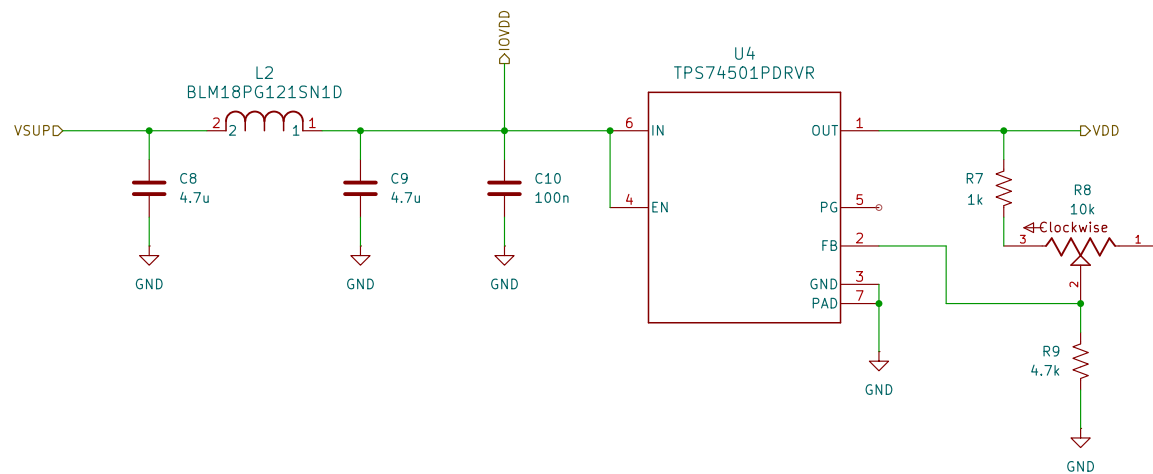 IOVDD
VSUP
L2
BLM18PG121SN1D
2
2
1
1
C8
4.7u
GND
C9
4.7u
GND
C10
100n
GND
U4
TPS74501PDRVR
6
IN
4
EN
OUT
1
PG
5
FB
2
GND
3
PAD
7
GND
VDD
R7
1k
R8
10k
Clockwise
3
1
2
R9
4.7k
GND